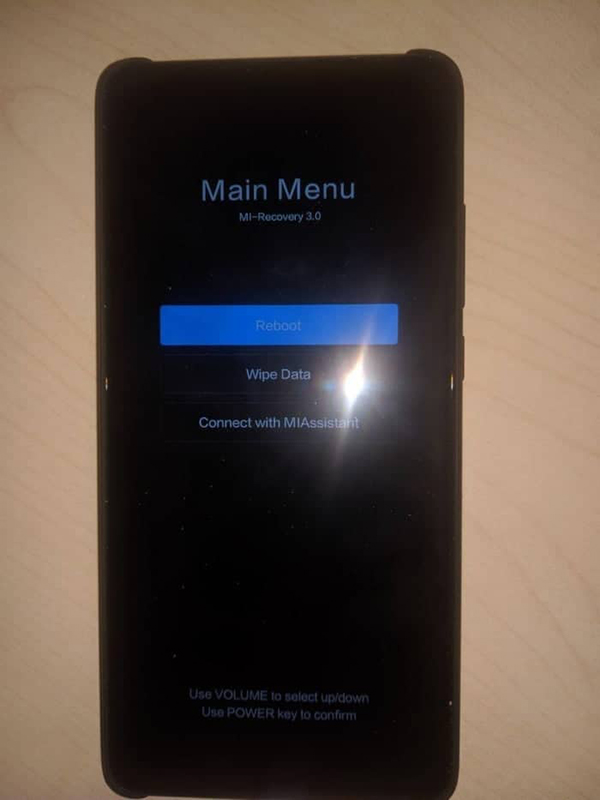 Main Menu
MI-Recovery 3.0
Reboot
Wipe Data
Connect with MIAssistant
Use VOLUME to select up/down
Use POWER key to confirm